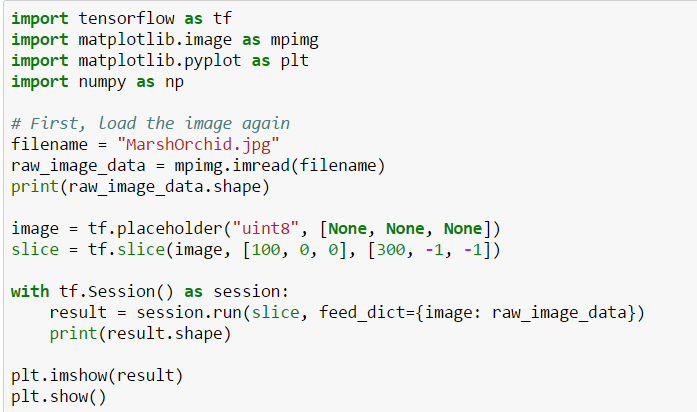 import tensorflow as tf
import matplotlib.image as mpimg
import matplotlib.pyplot as plt
import numpy as np

# First, load the image again
filename = "MarshOrchid.jpg"
raw_image_data = mpimg.imread(filename)
print(raw_image_data.shape)

image = tf.placeholder("uint8", [None, None, None])
slice = tf.slice(image, [100, 0, 0], [300, -1, -1])

with tf.Session() as session:
    result = session.run(slice, feed_dict={image: raw_image_data})
    print(result.shape)

plt.imshow(result)
plt.show()